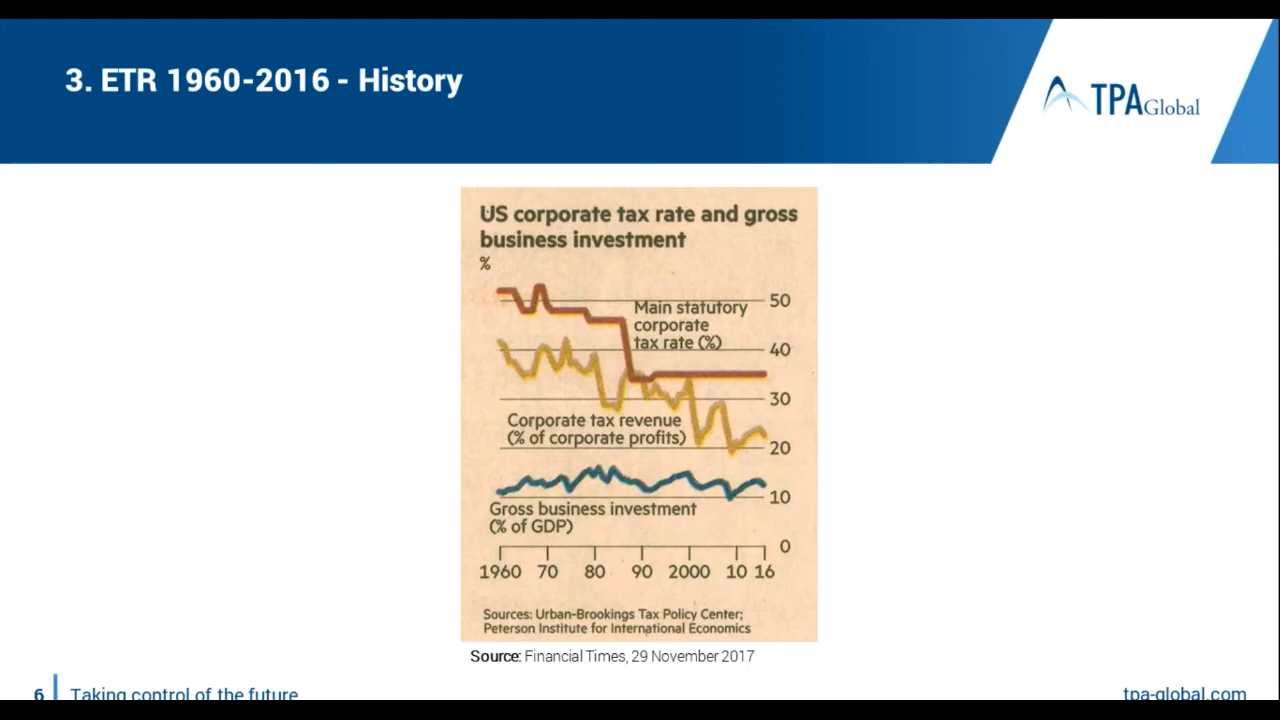 3. ETR 1960-2016 - History
TPA Global
US corporate tax rate and gross
business investment
%
50
Main statutory
corporate
tax rate (%)
40
30
Corporate tax revenue
(% of corporate profits)
20
10
Gross business investment
(% of GDP)
0
1960 70 80 90 2000 10 16
Sources: Urban-Brookings Tax Policy Center;
Peterson Institute for International Economics
Source: Financial Times, 29 November 2017
6 Taking control of the future
tpa-global.com